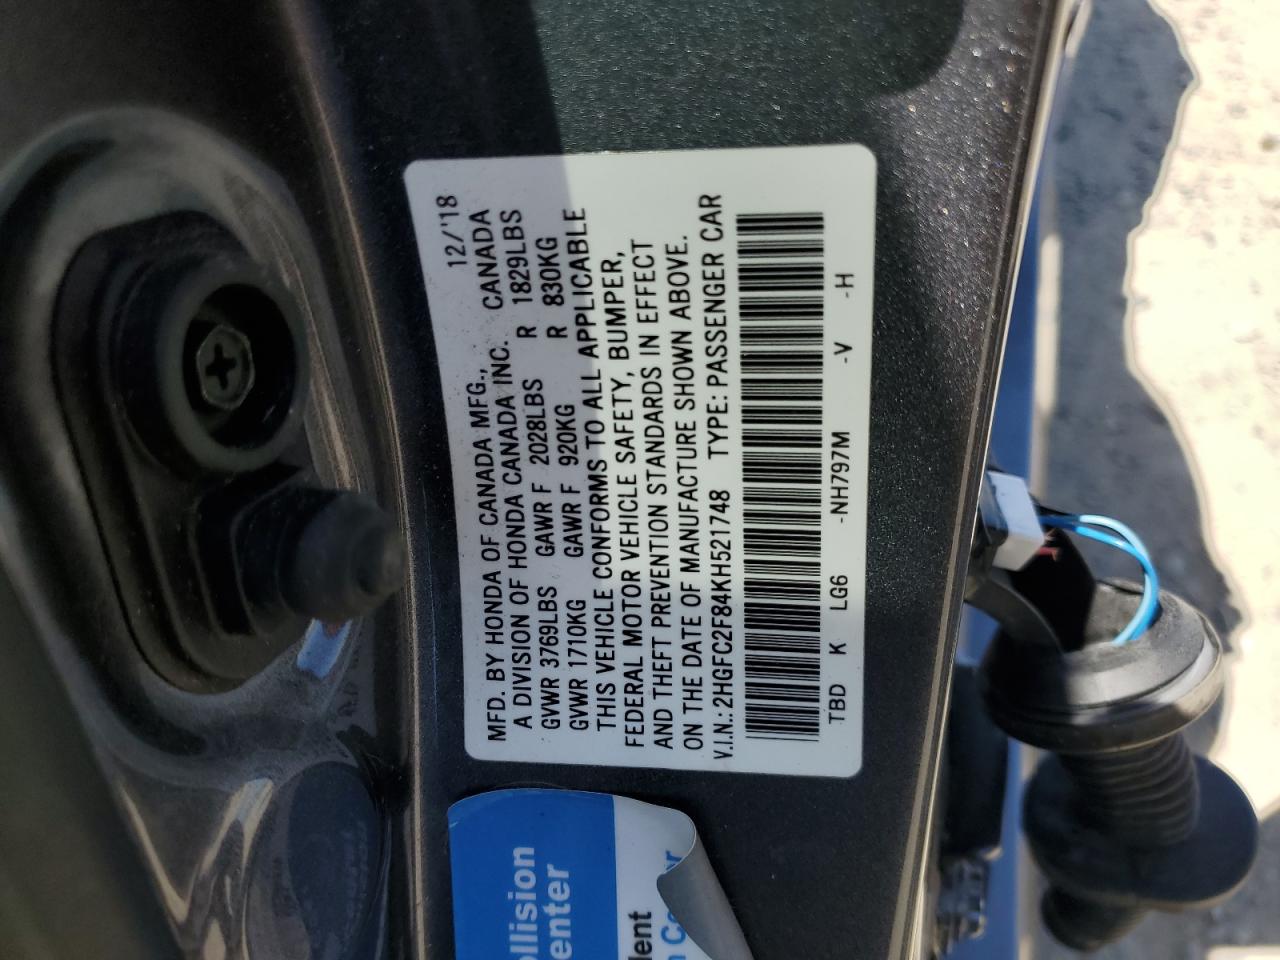 12/'18
MFD. BY HONDA OF CANADA MFG., CANADA
A DIVISION OF HONDA CANADA INC.
GVWR 3769LBS GAWR F 2028LBS R 1829LBS
GVWR 1710KG GAWR F 920KG R 830KG
THIS VEHICLE CONFORMS TO ALL APPLICABLE
FEDERAL MOTOR VEHICLE SAFETY, BUMPER,
AND THEFT PREVENTION STANDARDS IN EFFECT
ON THE DATE OF MANUFACTURE SHOWN ABOVE.
V.I.N.: 2HGFC2F84KH521748 TYPE: PASSENGER CAR
TBD K LG6 -NH797M -V -H
ollision
enter